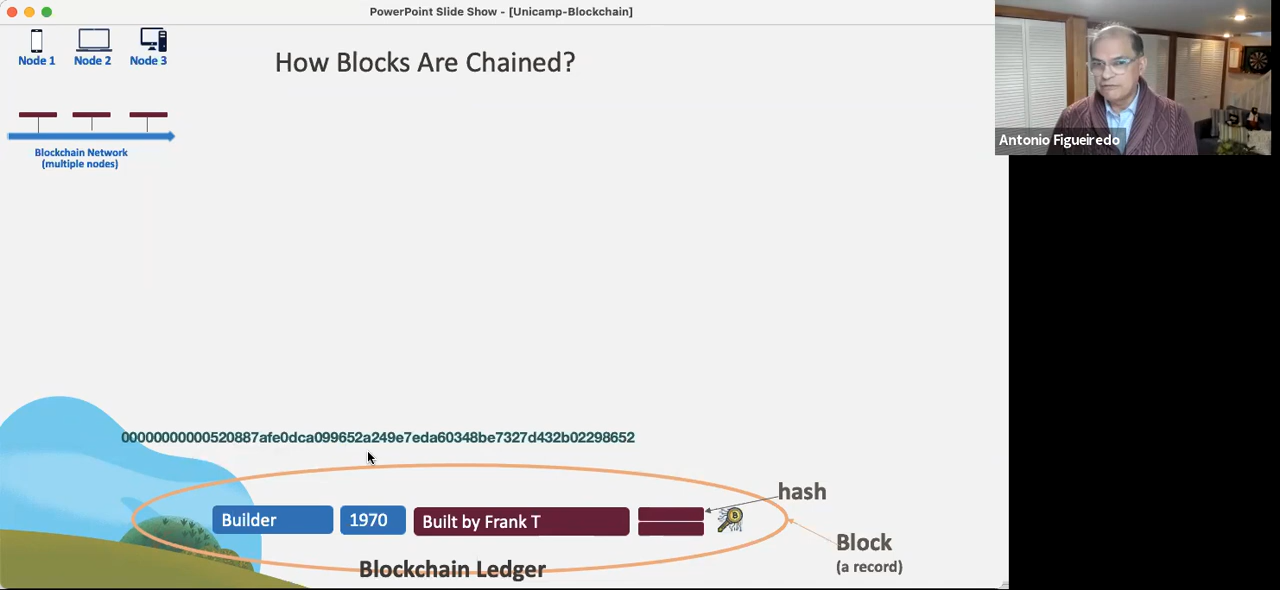 PowerPoint Slide Show - [Unicamp-Blockchain]
Node 1 Node 2 Node 3
How Blocks Are Chained?
Blockchain Network
(multiple nodes)
Antonio Figueiredo
00000000000520887afe0dca099652a249e7eda60348be7327d432b02298652
hash
Builder 1970 Built by Frank T
Block
(a record)
Blockchain Ledger